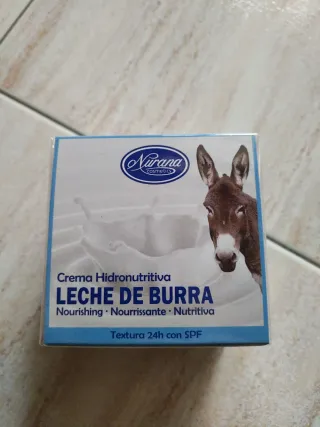 Nurana
cosmetics
Crema Hidronutritiva
LECHE DE BURRA
Nourishing · Nourrissante · Nutritiva
Textura 24h con SPF